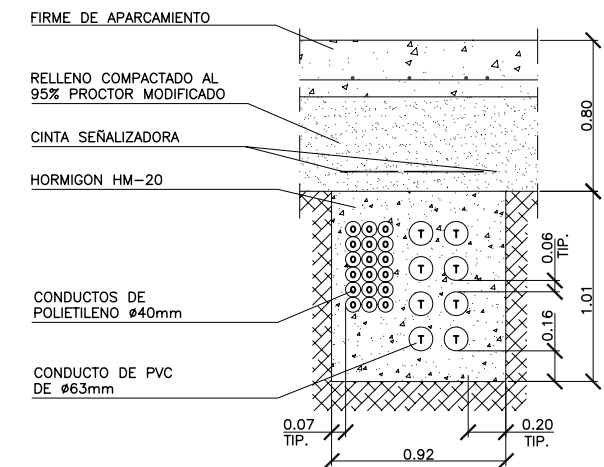 FIRME DE APARCAMIENTO
RELLENO COMPACTADO AL
95% PROCTOR MODIFICADO
CINTA SEÑALIZADORA
HORMIGON HM-20
CONDUCTOS DE
POLIETILENO ø40mm
CONDUCTO DE PVC
DE ø63mm
0.80
1.01
0.06
TIP.
0.16
0.07
TIP.
0.20
TIP.
0.92
O O O T T
O O O
O O O T T
O O O
O O O T T
O O O
T T